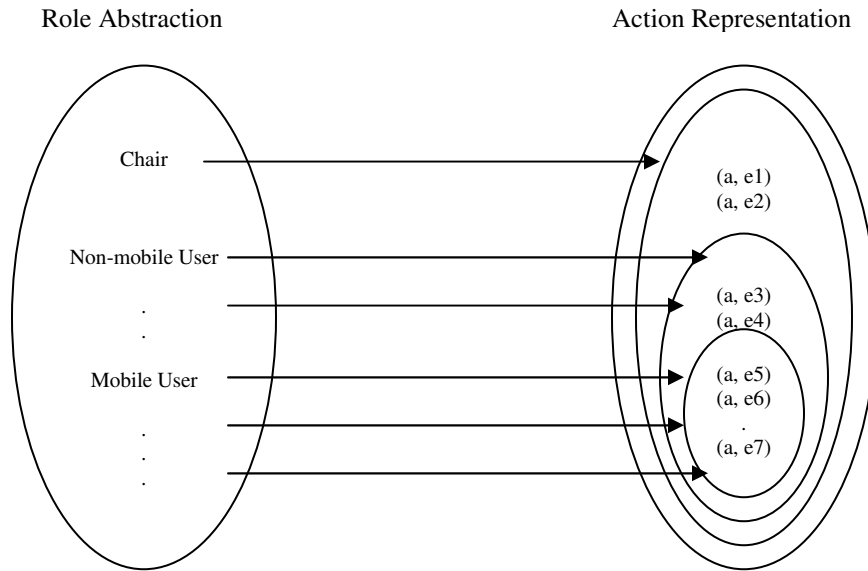 Role Abstraction
Action Representation
Chair
(a, e1)
(a, e2)
Non-mobile User
.
.
(a, e3)
(a, e4)
Mobile User
.
.
.
(a, e5)
(a, e6)
.
(a, e7)